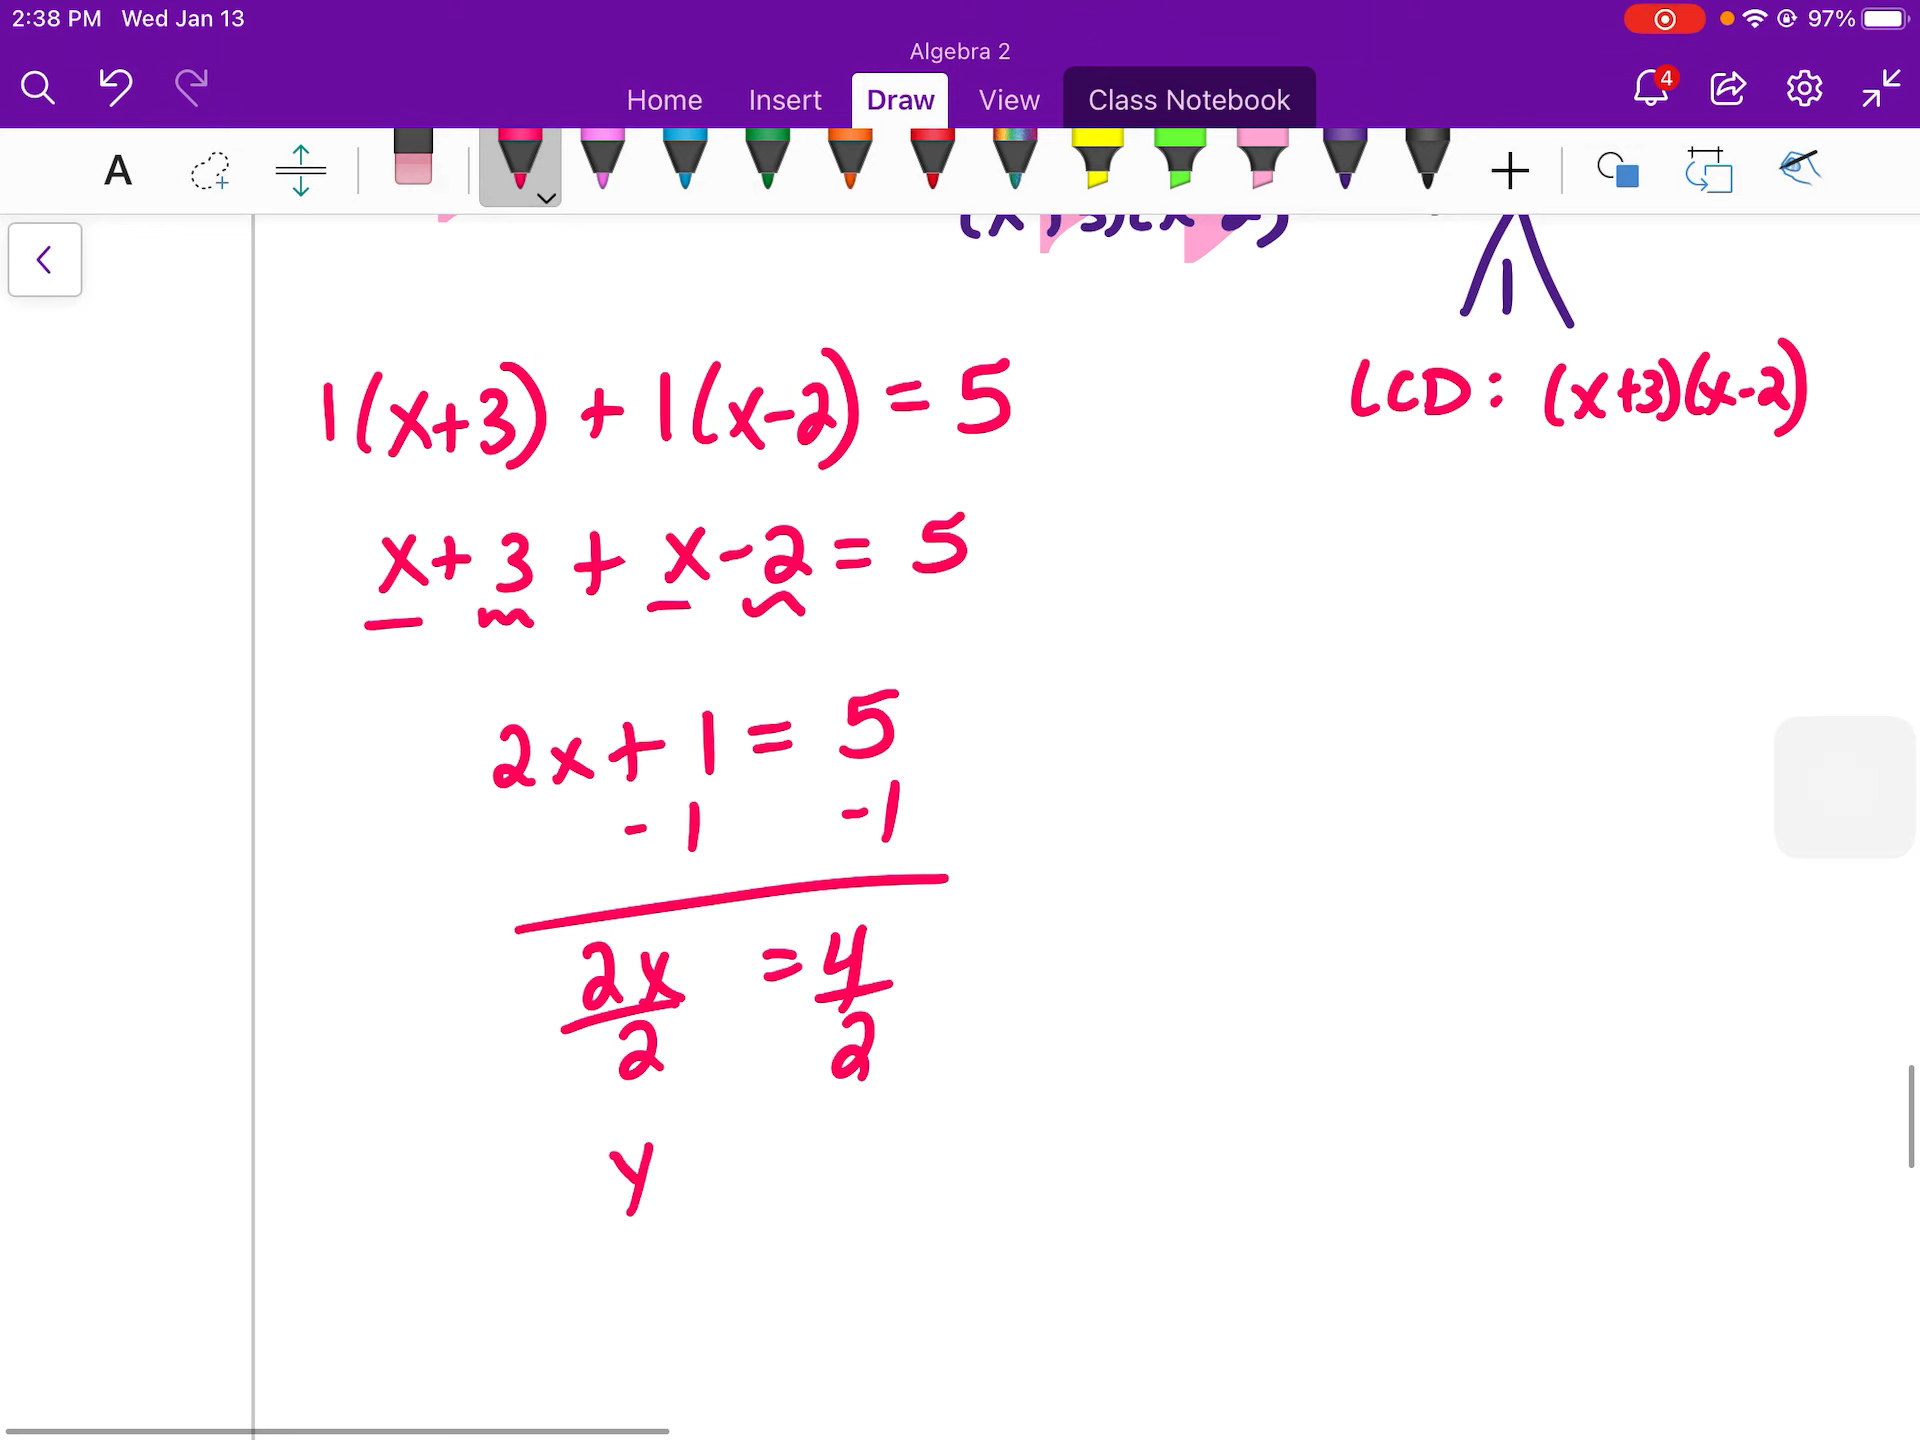 2:38 PM Wed Jan 13 97%
Algebra 2
4
Home Insert Draw View Class Notebook
A
1(x+3) + 1(x-2) = 5
LCD: (x+3)(x-2)
x+3 + x-2 = 5
2x+1 = 5
-1 -1
2x = 4
2 2
y